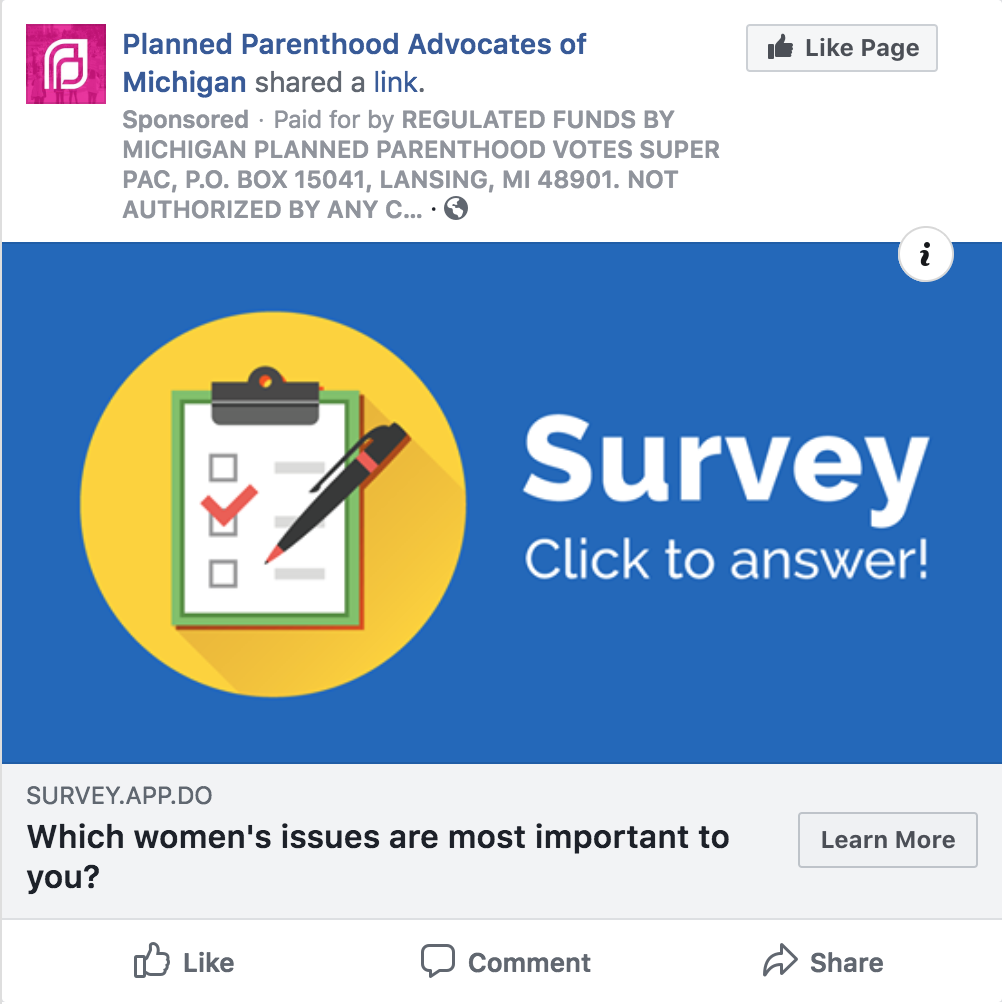 Planned Parenthood Advocates of
Michigan shared a link.
Like Page
Sponsored · Paid for by REGULATED FUNDS BY
MICHIGAN PLANNED PARENTHOOD VOTES SUPER
PAC, P.O. BOX 15041, LANSING, MI 48901. NOT
AUTHORIZED BY ANY C... ·
i
Survey
Click to answer!
SURVEY.APP.DO
Which women's issues are most important to
you?
Learn More
Like
Comment
Share